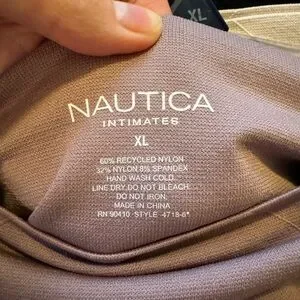 XL
NAUTICA
INTIMATES
XL
60% RECYCLED NYLON
32% NYLON 8% SPANDEX
HAND WASH COLD.
LINE DRY.DO NOT BLEACH.
DO NOT IRON.
MADE IN CHINA
RN 90410 STYLE 4718-6*